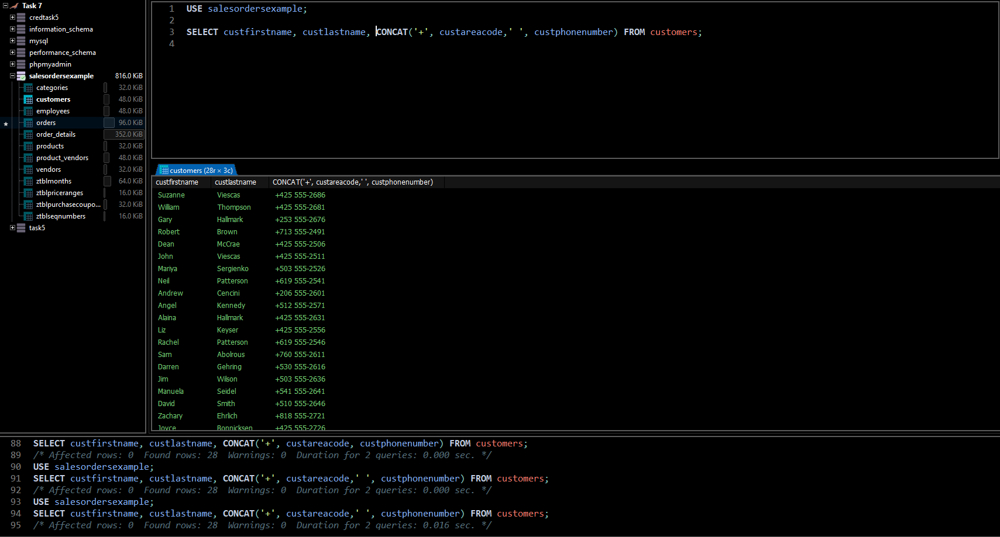 Task 7
credtask5
information_schema
mysql
performance_schema
phpmyadmin
salesordersexample 816.0 KiB
categories 32.0 KiB
customers 48.0 KiB
employees 48.0 KiB
orders 96.0 KiB
order_details 352.0 KiB
products 32.0 KiB
product_vendors 48.0 KiB
vendors 32.0 KiB
ztblmonths 64.0 KiB
ztblpriceranges 16.0 KiB
ztblpurchasecoupo... 32.0 KiB
ztblseqnumbers 16.0 KiB
task5
1 USE salesordersexample;
2
3 SELECT custfirstname, custlastname, CONCAT('+', custareacode,' ', custphonenumber) FROM customers;
4
customers (28r × 3c)
custfirstname custlastname CONCAT('+', custareacode,' ', custphonenumber)
Suzanne Viescas +425 555-2686
William Thompson +425 555-2681
Gary Hallmark +253 555-2676
Robert Brown +713 555-2491
Dean McCrae +425 555-2506
John Viescas +425 555-2511
Mariya Sergienko +503 555-2526
Neil Patterson +619 555-2541
Andrew Cencini +206 555-2601
Angel Kennedy +512 555-2571
Alaina Hallmark +425 555-2631
Liz Keyser +425 555-2556
Rachel Patterson +619 555-2546
Sam Abolrous +760 555-2611
Darren Gehring +530 555-2616
Jim Wilson +503 555-2636
Manuela Seidel +541 555-2641
David Smith +510 555-2646
Zachary Ehrlich +818 555-2721
Joyce Bonnicksen +425 555-2726
88 SELECT custfirstname, custlastname, CONCAT('+', custareacode, custphonenumber) FROM customers;
89 /* Affected rows: 0 Found rows: 28 Warnings: 0 Duration for 2 queries: 0.000 sec. */
90 USE salesordersexample;
91 SELECT custfirstname, custlastname, CONCAT('+', custareacode,' ', custphonenumber) FROM customers;
92 /* Affected rows: 0 Found rows: 28 Warnings: 0 Duration for 2 queries: 0.000 sec. */
93 USE salesordersexample;
94 SELECT custfirstname, custlastname, CONCAT('+', custareacode,' ', custphonenumber) FROM customers;
95 /* Affected rows: 0 Found rows: 28 Warnings: 0 Duration for 2 queries: 0.016 sec. */